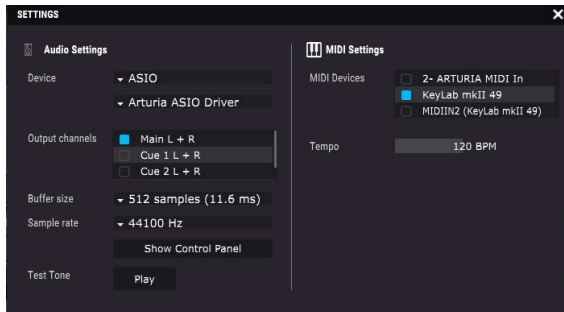 SETTINGS
Audio Settings
Device
ASIO
Arturia ASIO Driver
Output channels
Main L + R
Cue 1 L + R
Cue 2 L + R
Buffer size
512 samples (11.6 ms)
Sample rate
44100 Hz
Show Control Panel
Test Tone
Play
MIDI Settings
MIDI Devices
2- ARTURIA MIDI In
KeyLab mkII 49
MIDIIN2 (KeyLab mkII 49)
Tempo
120 BPM